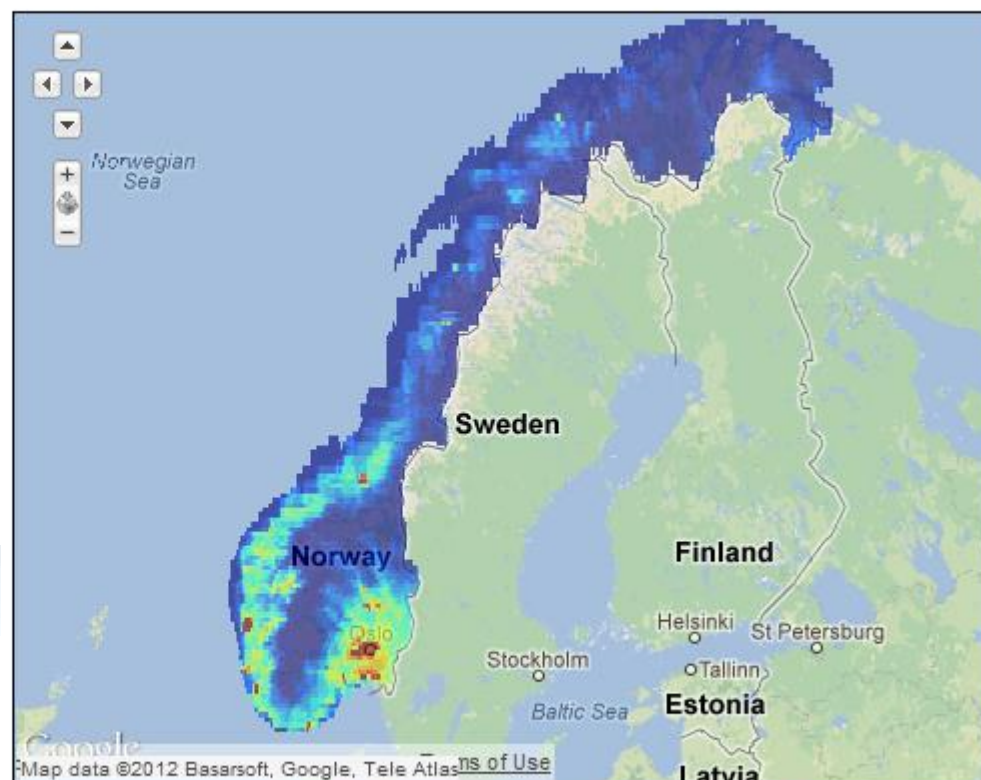 Norwegian
Sea
Sweden
Norway
Finland
Oslo
Helsinki
St Petersburg
Stockholm
Tallinn
Baltic Sea
Estonia
Google
Map data ©2012 Basarsoft, Google, Tele Atlas
ms of Use
Latvia